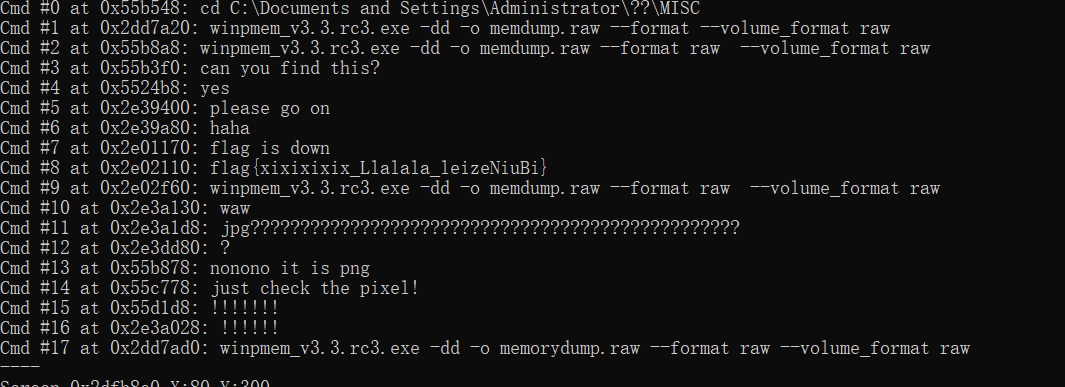 Cmd #0 at 0x55b548: cd C:\Documents and Settings\Administrator\??\MISC
Cmd #1 at 0x2dd7a20: winpmem_v3.3.rc3.exe -dd -o memdump.raw --format --volume_format raw
Cmd #2 at 0x55b8a8: winpmem_v3.3.rc3.exe -dd -o memdump.raw --format raw  --volume_format raw
Cmd #3 at 0x55b3f0: can you find this?
Cmd #4 at 0x5524b8: yes
Cmd #5 at 0x2e39400: please go on
Cmd #6 at 0x2e39a80: haha
Cmd #7 at 0x2e01170: flag is down
Cmd #8 at 0x2e02110: flag{xixixixix_Llalala_leizeNiuBi}
Cmd #9 at 0x2e02f60: winpmem_v3.3.rc3.exe -dd -o memdump.raw --format raw  --volume_format raw
Cmd #10 at 0x2e3a130: waw
Cmd #11 at 0x2e3a1d8: jpg?????????????????????????????????????????????????
Cmd #12 at 0x2e3dd80: ?
Cmd #13 at 0x55b878: nonono it is png
Cmd #14 at 0x55c778: just check the pixel!
Cmd #15 at 0x55d1d8: !!!!!!!
Cmd #16 at 0x2e3a028: !!!!!!
Cmd #17 at 0x2dd7ad0: winpmem_v3.3.rc3.exe -dd -o memorydump.raw --format raw --volume_format raw
----